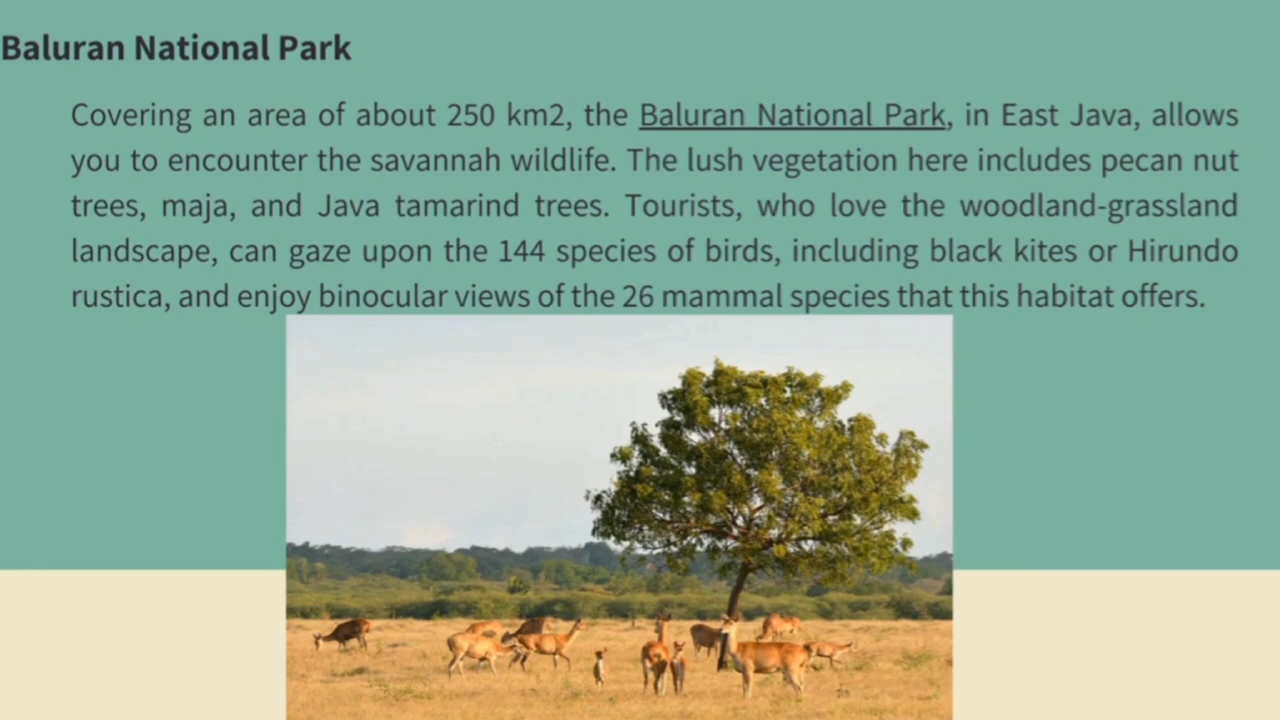 Baluran National Park
Covering an area of about 250 km2, the Baluran National Park, in East Java, allows
you to encounter the savannah wildlife. The lush vegetation here includes pecan nut
trees, maja, and Java tamarind trees. Tourists, who love the woodland-grassland
landscape, can gaze upon the 144 species of birds, including black kites or Hirundo
rustica, and enjoy binocular views of the 26 mammal species that this habitat offers.